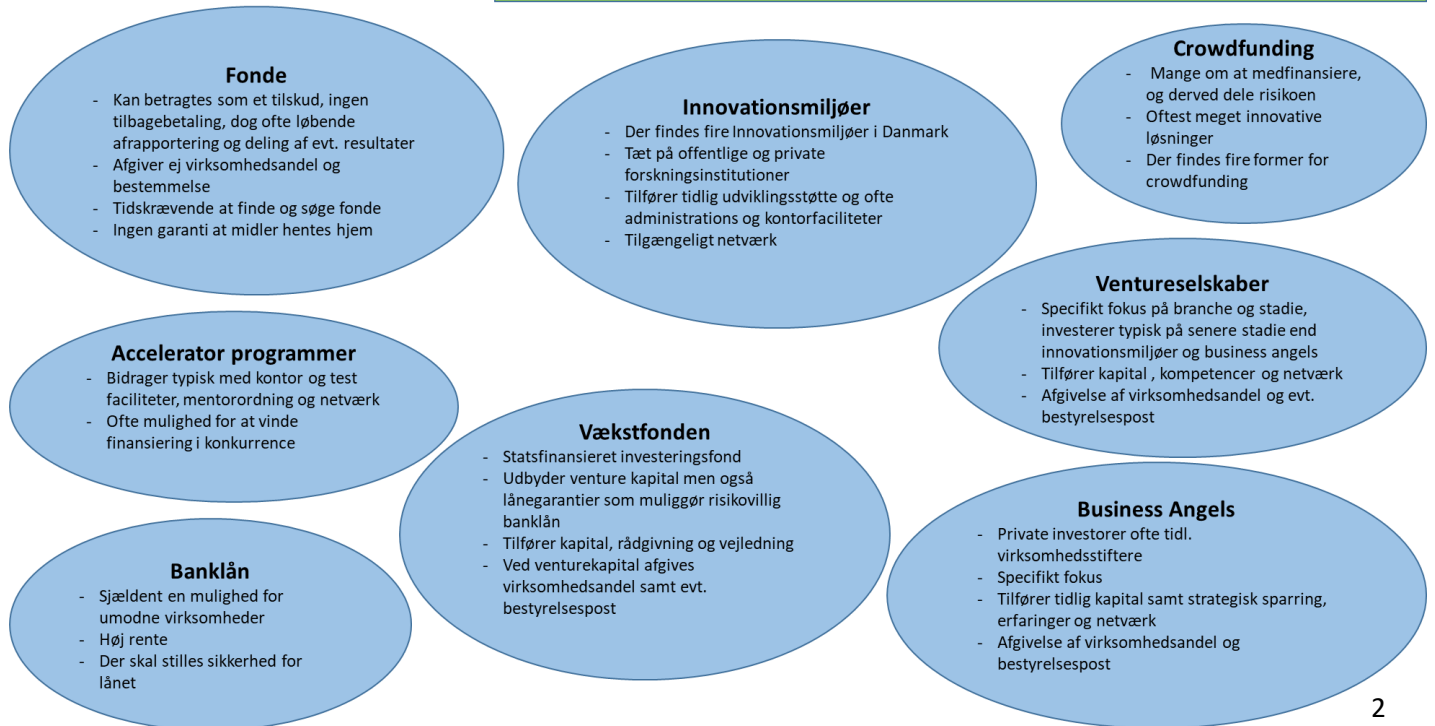 Fonde
- Kan betragtes som et tilskud, ingen
tilbagebetaling, dog ofte løbende
afrapportering og deling af evt. resultater
- Afgiver ej virksomhedsandel og
bestemmelse
- Tidskrævende at finde og søge fonde
- Ingen garanti at midler hentes hjem
Innovationsmiljøer
- Der findes fire Innovationsmiljøer i Danmark
- Tæt på offentlige og private
forskningsinstitutioner
- Tilfører tidlig udviklingsstøtte og ofte
administrations og kontorfaciliteter
- Tilgængeligt netværk
Crowdfunding
- Mange om at medfinansiere,
og derved dele risikoen
- Oftest meget innovative
løsninger
- Der findes fire former for
crowdfunding
Ventureselskaber
- Specifikt fokus på branche og stadie,
investerer typisk på senere stadie end
innovationsmiljøer og business angels
- Tilfører kapital , kompetencer og netværk
- Afgivelse af virksomhedsandel og evt.
bestyrelsespost
Accelerator programmer
- Bidrager typisk med kontor og test
faciliteter, mentorordning og netværk
- Ofte mulighed for at vinde
finansiering i konkurrence
Vækstfonden
- Statsfinansieret investeringsfond
- Udbyder venture kapital men også
lånegarantier som muliggør risikovillig
banklån
- Tilfører kapital, rådgivning og vejledning
- Ved venturekapital afgives
virksomhedsandel samt evt.
bestyrelsespost
Business Angels
- Private investorer ofte tidl.
virksomhedsstiftere
- Specifikt fokus
- Tilfører tidlig kapital samt strategisk sparring,
erfaringer og netværk
- Afgivelse af virksomhedsandel og
bestyrelsespost
Banklån
- Sjældent en mulighed for
umodne virksomheder
- Høj rente
- Der skal stilles sikkerhed for
lånet
2